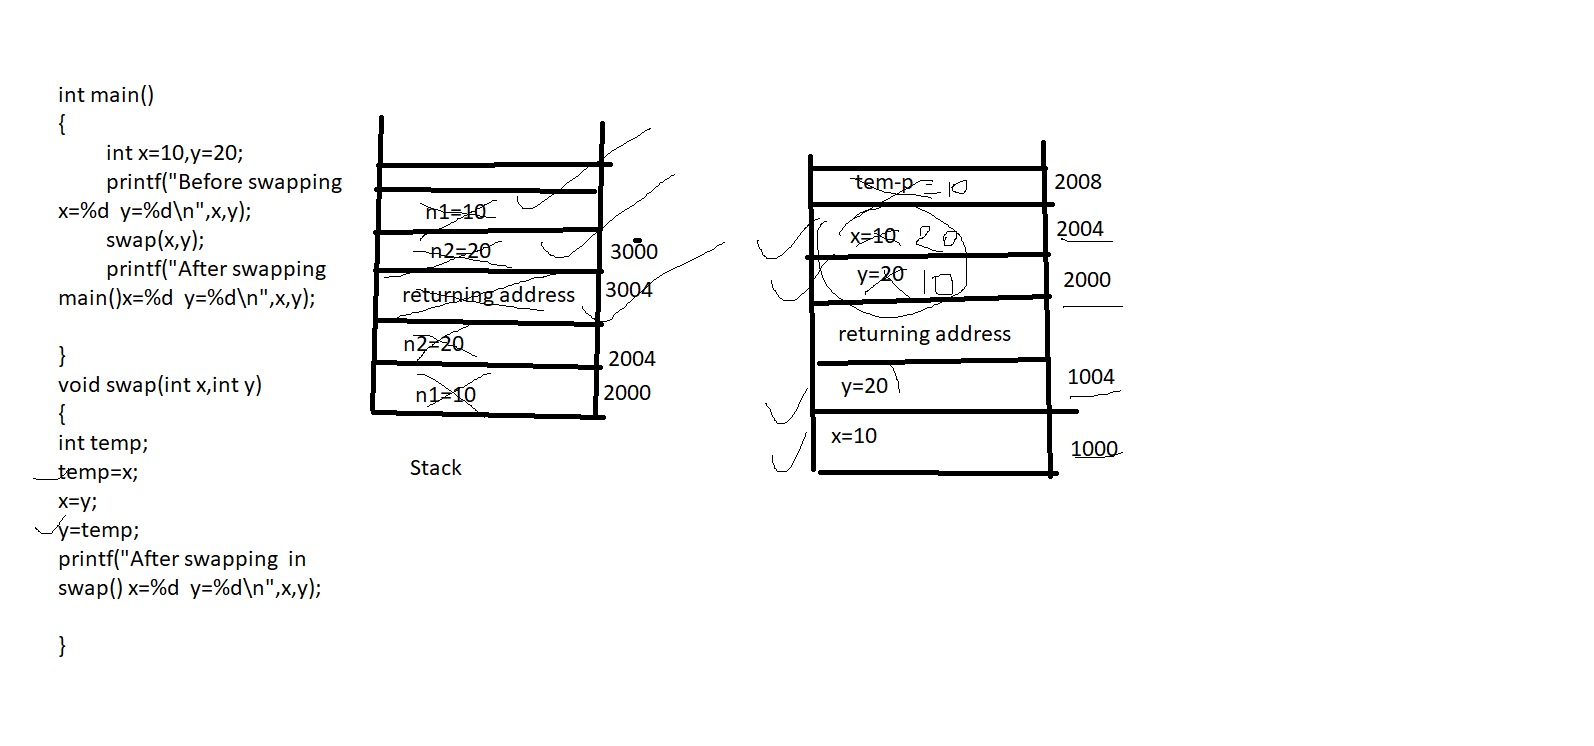 int main()
{
int x=10,y=20;
printf("Before swapping
x=%d  y=%d\n",x,y);
swap(x,y);
printf("After swapping
main()x=%d  y=%d\n",x,y);
}
void swap(int x,int y)
{
int temp;
temp=x;
x=y;
y=temp;
printf("After swapping  in
swap() x=%d  y=%d\n",x,y);
}
n1=10
n2=20
3000
returning address
3004
n2=20
2004
n1=10
2000
Stack
tem-p = 10
2008
x=10 20
2004
y=20 10
2000
returning address
y=20
1004
x=10
1000